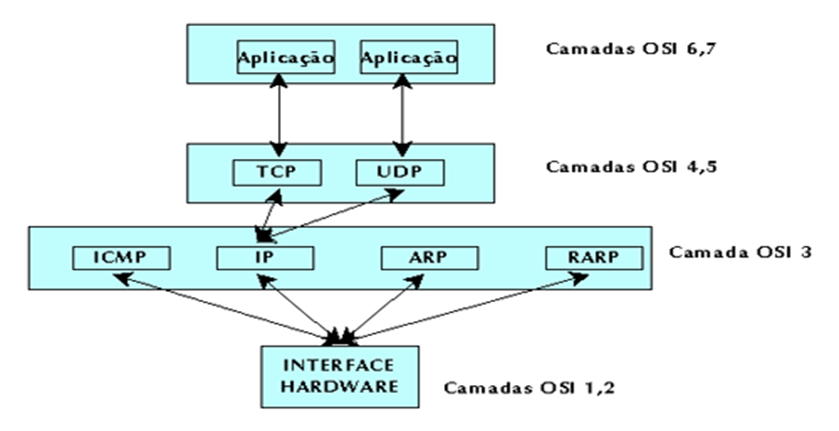 Aplicação Aplicação Camadas OSI 6,7
TCP UDP Camadas OSI 4,5
ICMP IP ARP RARP Camada OSI 3
INTERFACE
HARDWARE Camadas OSI 1,2